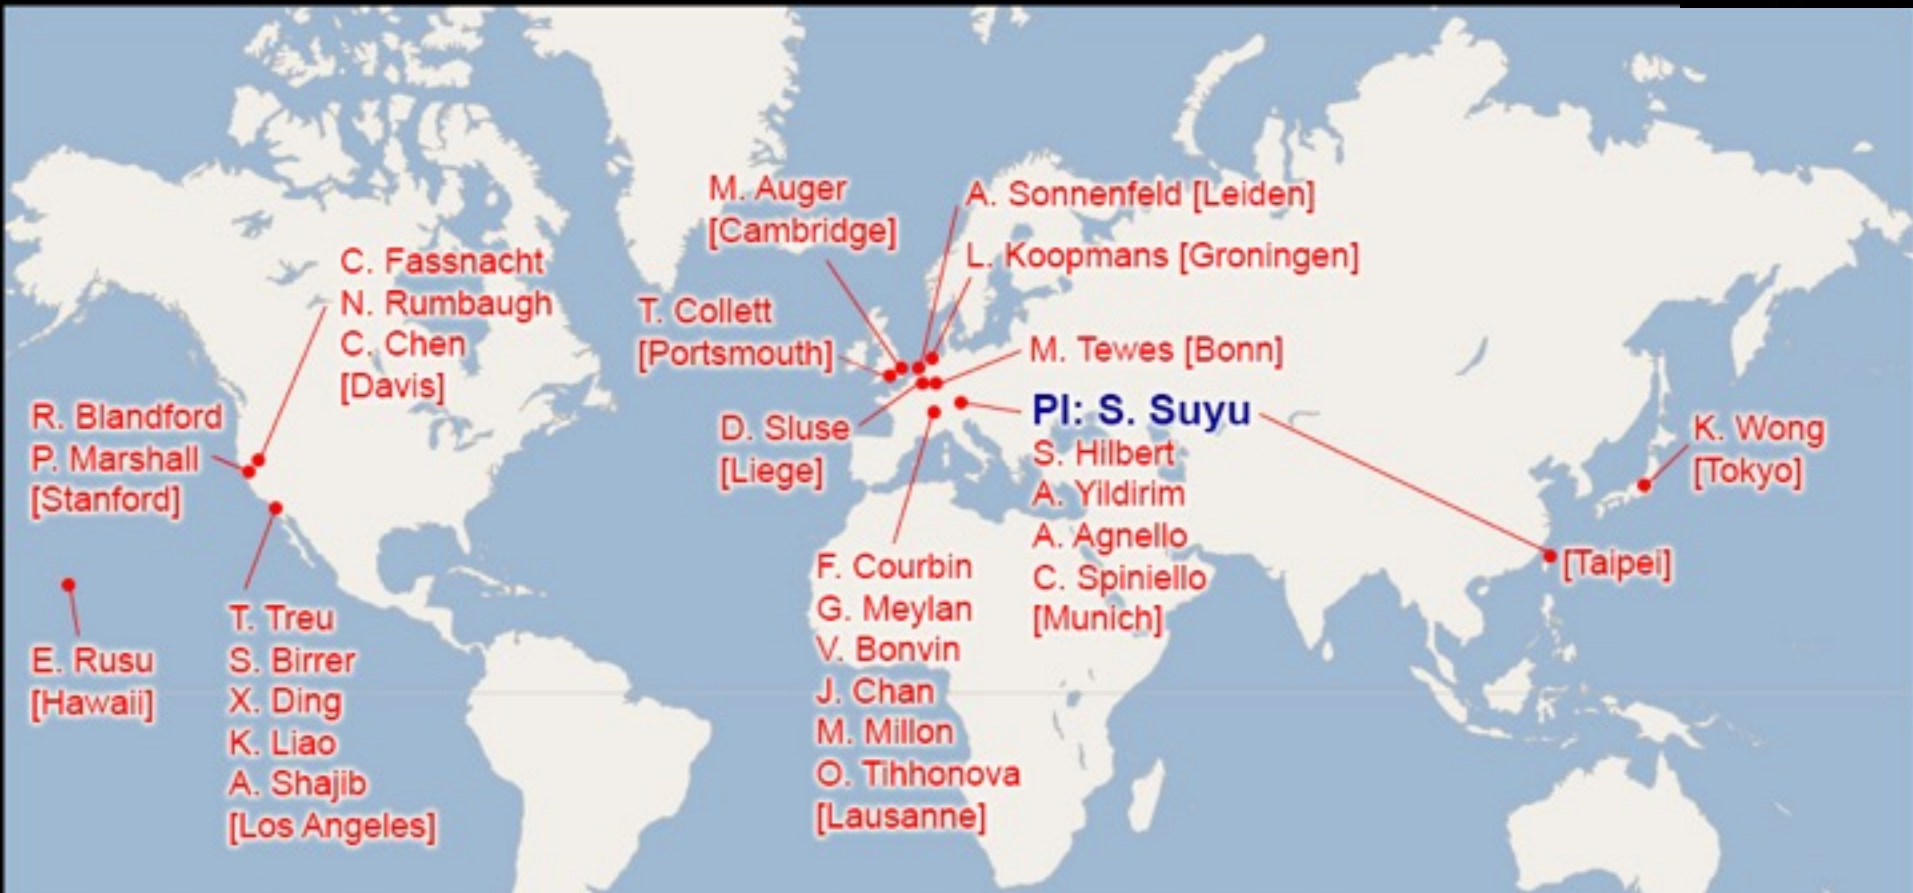 M. Auger
[Cambridge]
A. Sonnenfeld [Leiden]
L. Koopmans [Groningen]
C. Fassnacht
N. Rumbaugh
C. Chen
[Davis]
T. Collett
[Portsmouth]
M. Tewes [Bonn]
R. Blandford
P. Marshall
[Stanford]
D. Sluse
[Liege]
PI: S. Suyu
S. Hilbert
A. Yildirim
A. Agnello
C. Spiniello
[Munich]
K. Wong
[Tokyo]
[Taipei]
E. Rusu
[Hawaii]
T. Treu
S. Birrer
X. Ding
K. Liao
A. Shajib
[Los Angeles]
F. Courbin
G. Meylan
V. Bonvin
J. Chan
M. Millon
O. Tihhonova
[Lausanne]